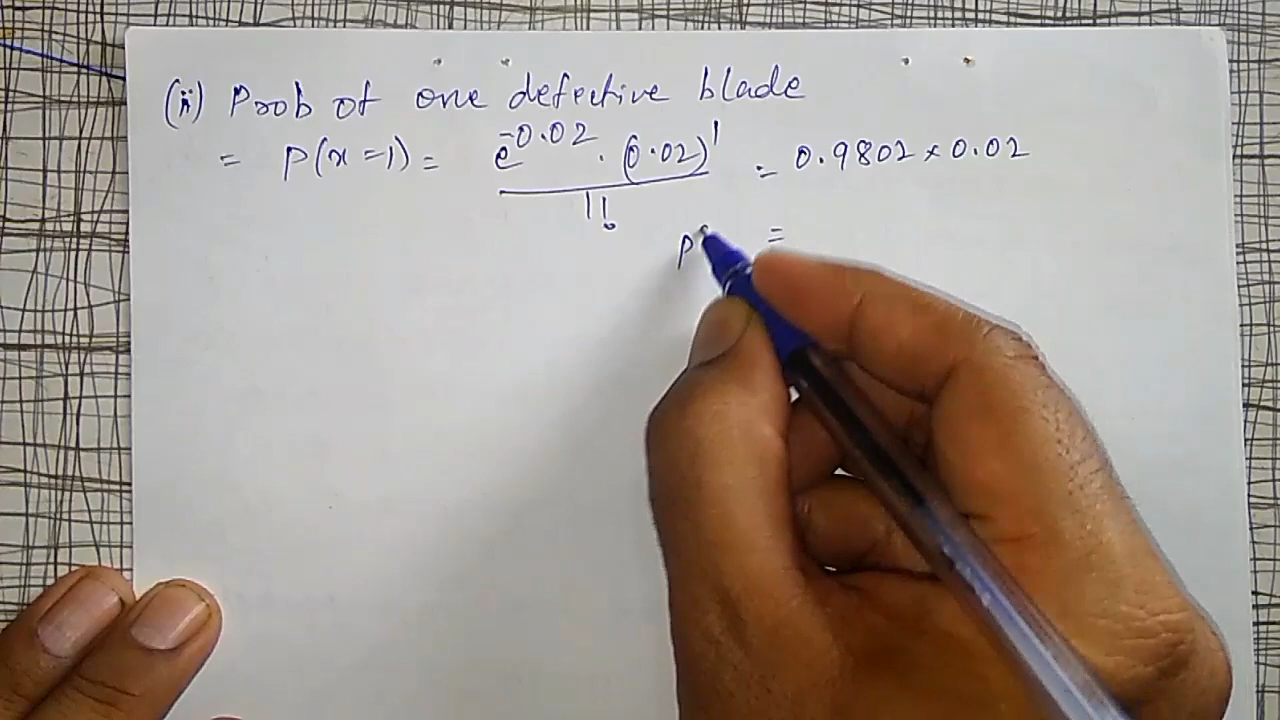 (ii) Prob of one defective blade
= P(x=1) = e^-0.02 . (0.02)^1 / 1! = 0.9802 × 0.02
P =